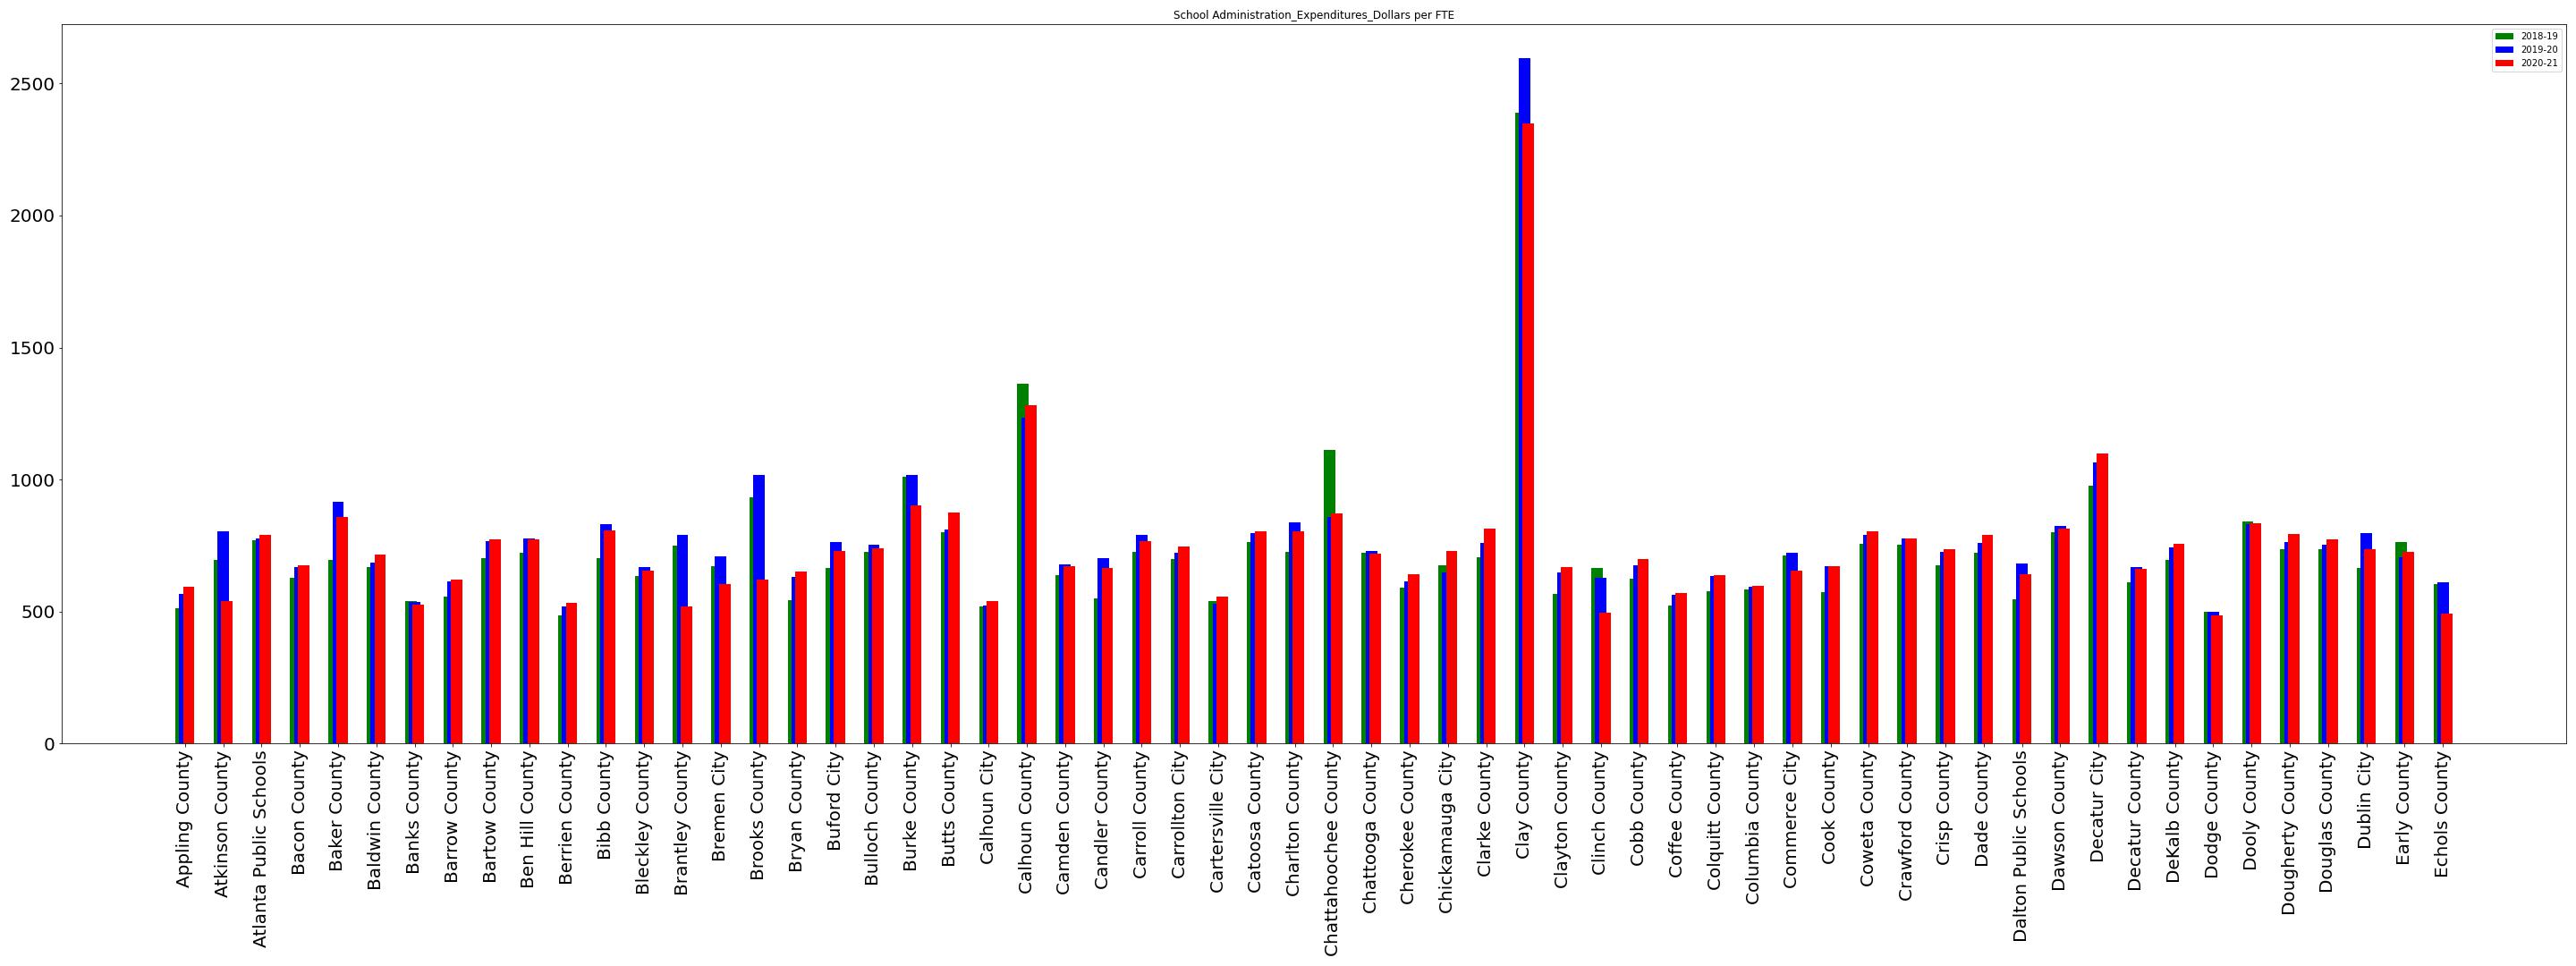 School Administration_Expenditures_Dollars per FTE
2018-19
2019-20
2020-21
2500
2000
1500
1000
500
0
Appling County
Atkinson County
Atlanta Public Schools
Bacon County
Baker County
Baldwin County
Banks County
Barrow County
Bartow County
Ben Hill County
Berrien County
Bibb County
Bleckley County
Brantley County
Bremen City
Brooks County
Bryan County
Buford City
Bulloch County
Burke County
Butts County
Calhoun City
Calhoun County
Camden County
Candler County
Carroll County
Carrollton City
Cartersville City
Catoosa County
Charlton County
Chattahoochee County
Chattooga County
Cherokee County
Chickamauga City
Clarke County
Clay County
Clayton County
Clinch County
Cobb County
Coffee County
Colquitt County
Columbia County
Commerce City
Cook County
Coweta County
Crawford County
Crisp County
Dade County
Dalton Public Schools
Dawson County
Decatur City
Decatur County
DeKalb County
Dodge County
Dooly County
Dougherty County
Douglas County
Dublin City
Early County
Echols County